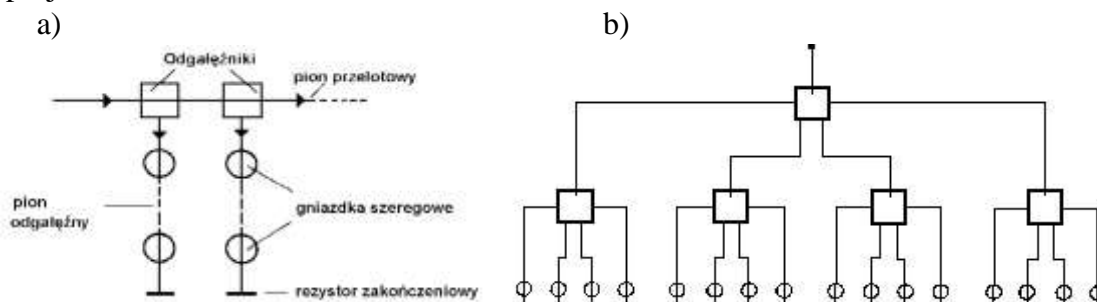 a)
b)
Odgałęźniki
pion przelotowy
pion
odgałęźny
gniazdka szeregowe
rezystor zakończeniowy